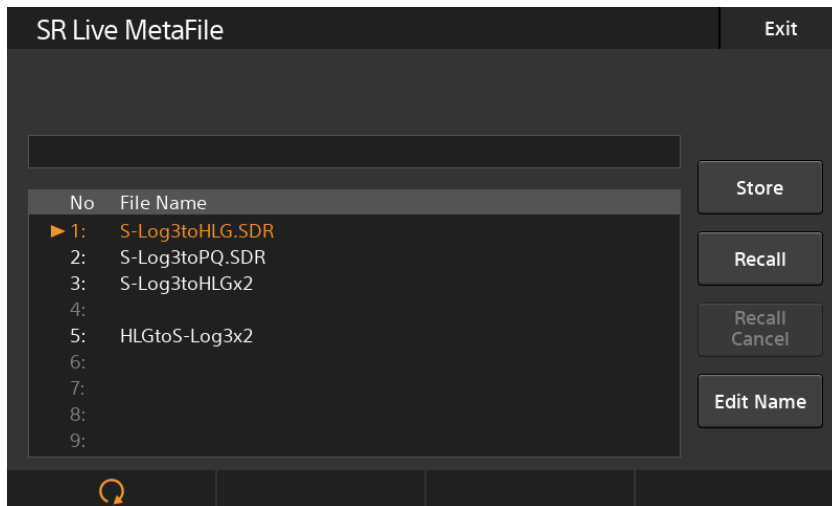 SR Live MetaFile
Exit
Store
No File Name
1: S-Log3toHLG.SDR
2: S-Log3toPQ.SDR
Recall
3: S-Log3toHLGx2
4:
Recall
Cancel
5: HLGtoS-Log3x2
6:
7:
Edit Name
8:
9: